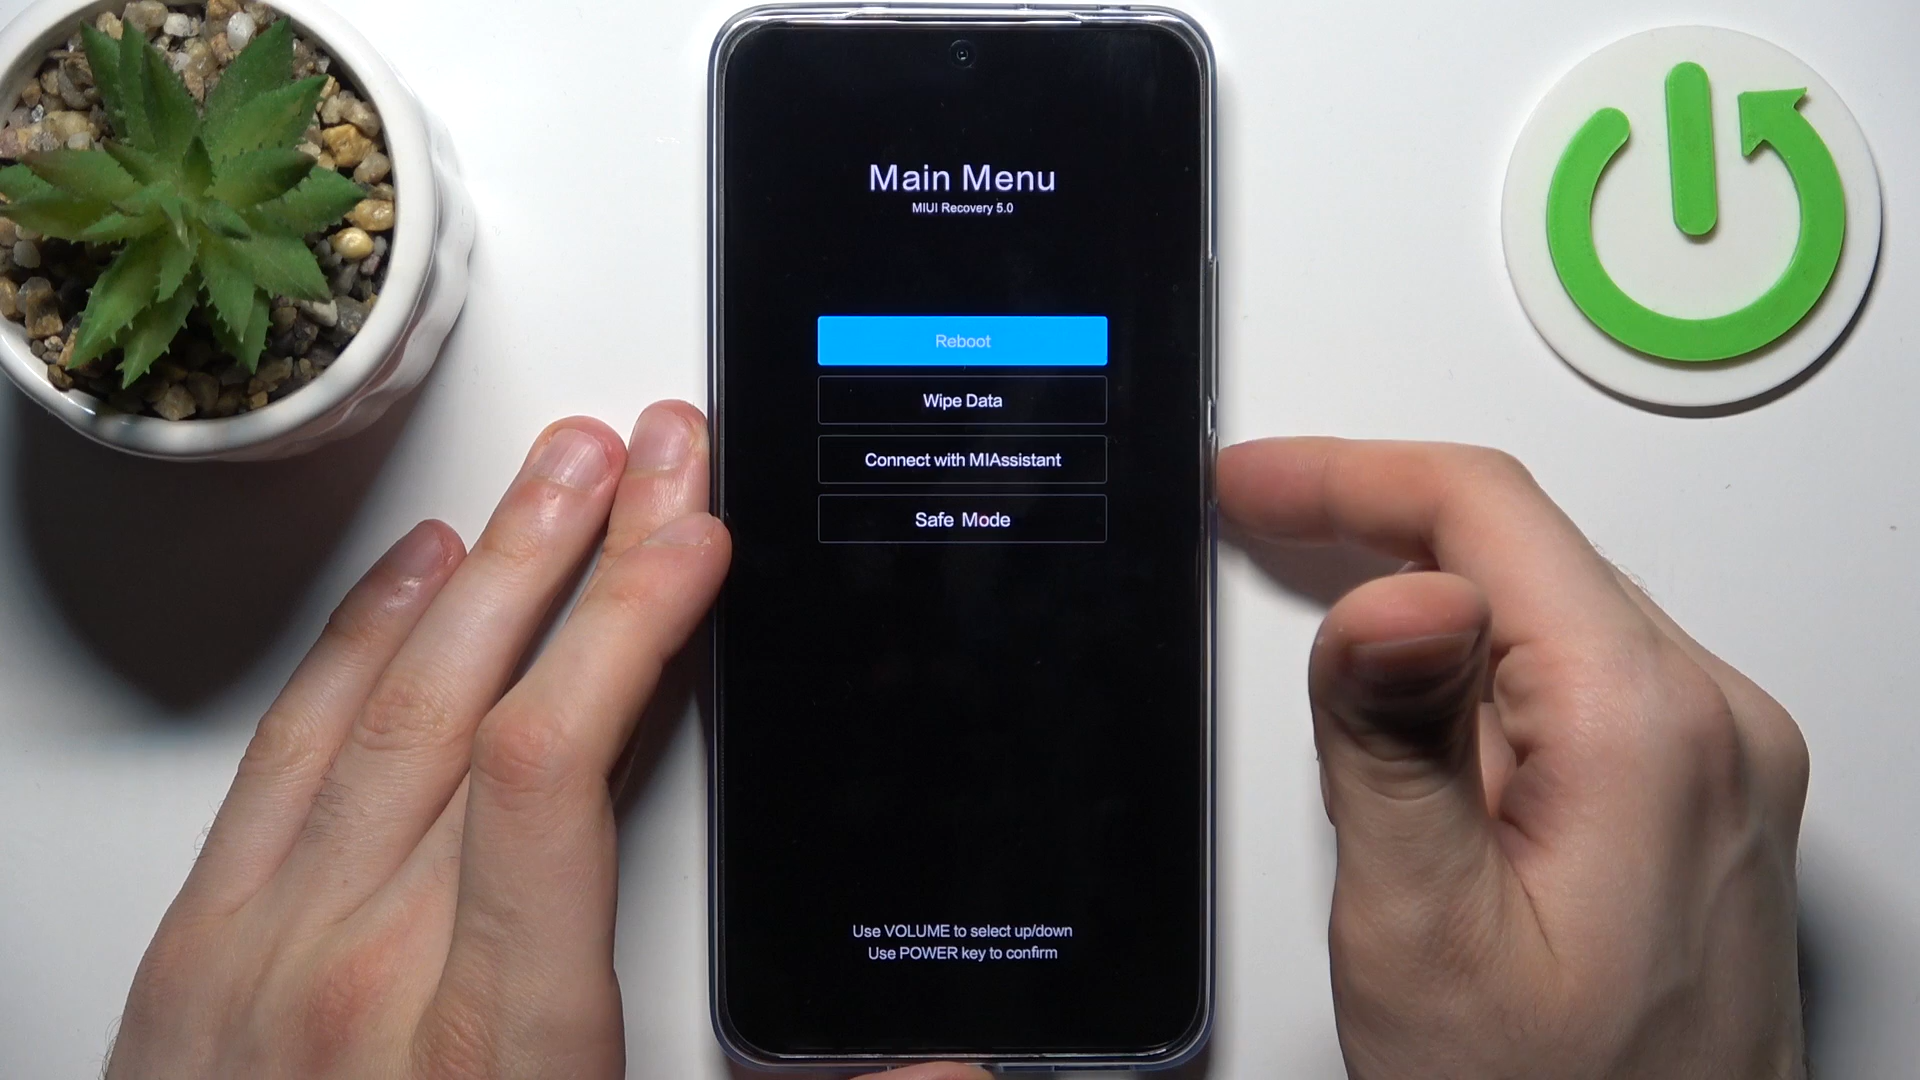 Main Menu
MIUI Recovery 5.0
Reboot
Wipe Data
Connect with MIAssistant
Safe Mode
Use VOLUME to select up/down
Use POWER key to confirm